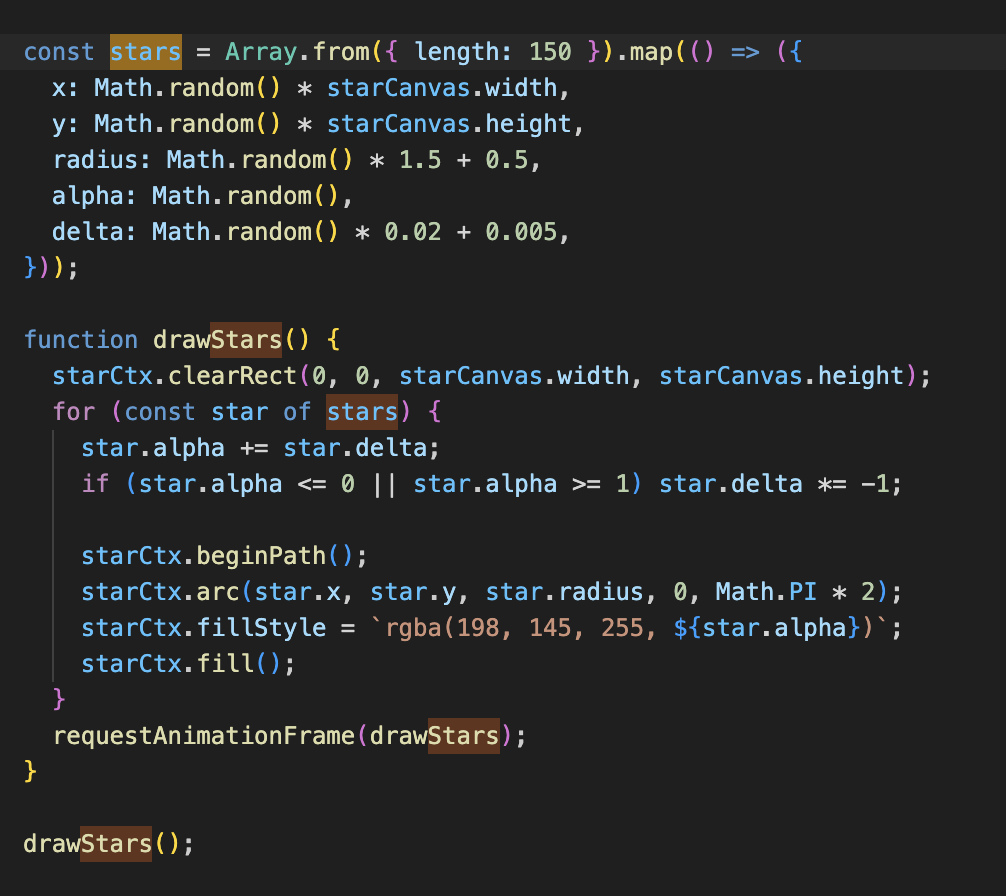 const stars = Array.from({ length: 150 }).map(() => ({
  x: Math.random() * starCanvas.width,
  y: Math.random() * starCanvas.height,
  radius: Math.random() * 1.5 + 0.5,
  alpha: Math.random(),
  delta: Math.random() * 0.02 + 0.005,
}));

function drawStars() {
  starCtx.clearRect(0, 0, starCanvas.width, starCanvas.height);
  for (const star of stars) {
    star.alpha += star.delta;
    if (star.alpha <= 0 || star.alpha >= 1) star.delta *= -1;

    starCtx.beginPath();
    starCtx.arc(star.x, star.y, star.radius, 0, Math.PI * 2);
    starCtx.fillStyle = `rgba(198, 145, 255, ${star.alpha})`;
    starCtx.fill();
  }
  requestAnimationFrame(drawStars);
}

drawStars();